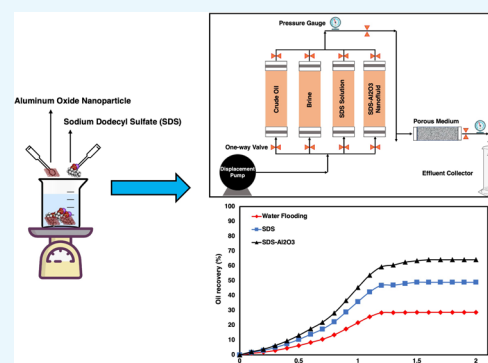 Aluminum Oxide Nanoparticle
Sodium Dodecyl Sulfate (SDS)
Pressure Gauge
Crude Oil
Brine
SDS Solution
SDS-Al2O3
Nanofluid
Porous Medium
One-way Valve
Displacement
Pump
Effluent Collector
100
90
80
70
60
50
40
30
20
10
0
Oil recovery (%)
Water Flooding
SDS
SDS-Al2O3
0
0.5
1
1.5
2